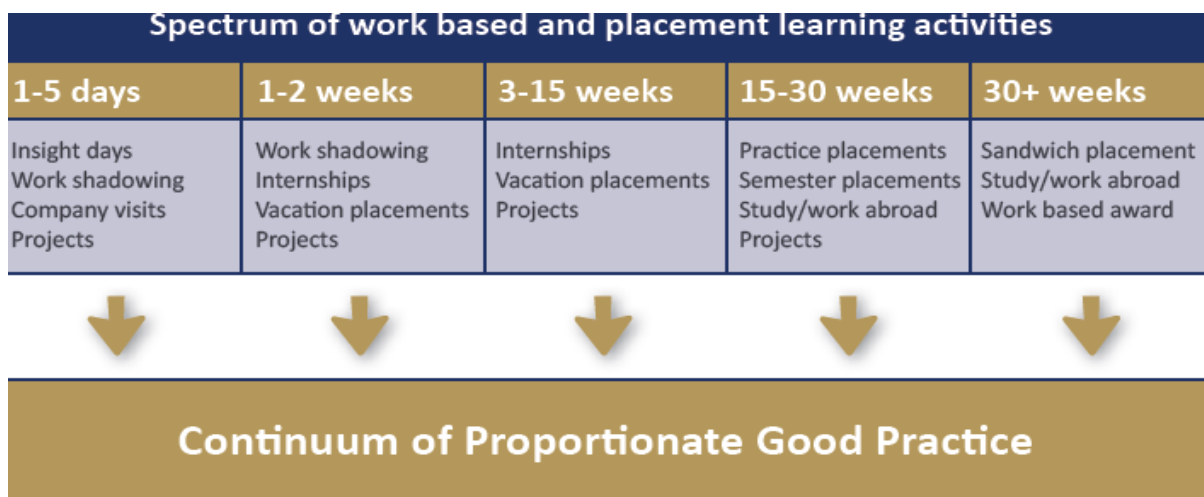 Spectrum of work based and placement learning activities
1-5 days
1-2 weeks
3-15 weeks
15-30 weeks
30+ weeks
Insight days
Work shadowing
Company visits
Projects
Work shadowing
Internships
Vacation placements
Projects
Internships
Vacation placements
Projects
Practice placements
Semester placements
Study/work abroad
Projects
Sandwich placement
Study/work abroad
Work based award
Continuum of Proportionate Good Practice